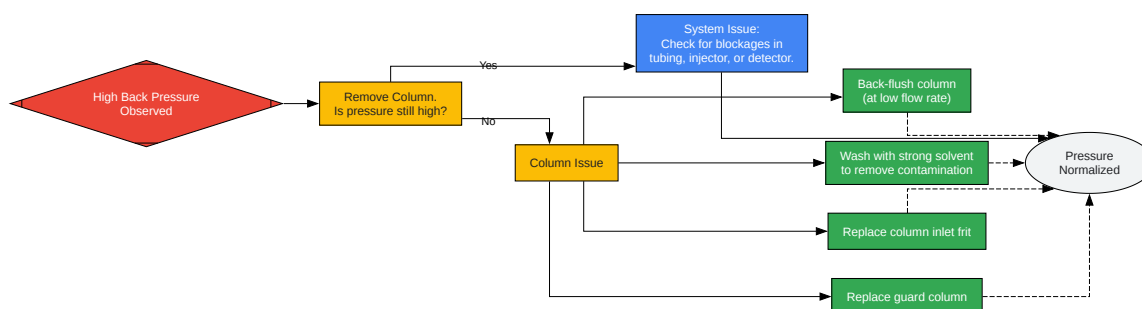 High Back Pressure
Observed
Remove Column.
Is pressure still high?
Yes
No
System Issue:
Check for blockages in
tubing, injector, or detector.
Column Issue
Back-flush column
(at low flow rate)
Wash with strong solvent
to remove contamination
Replace column inlet frit
Replace guard column
Pressure
Normalized